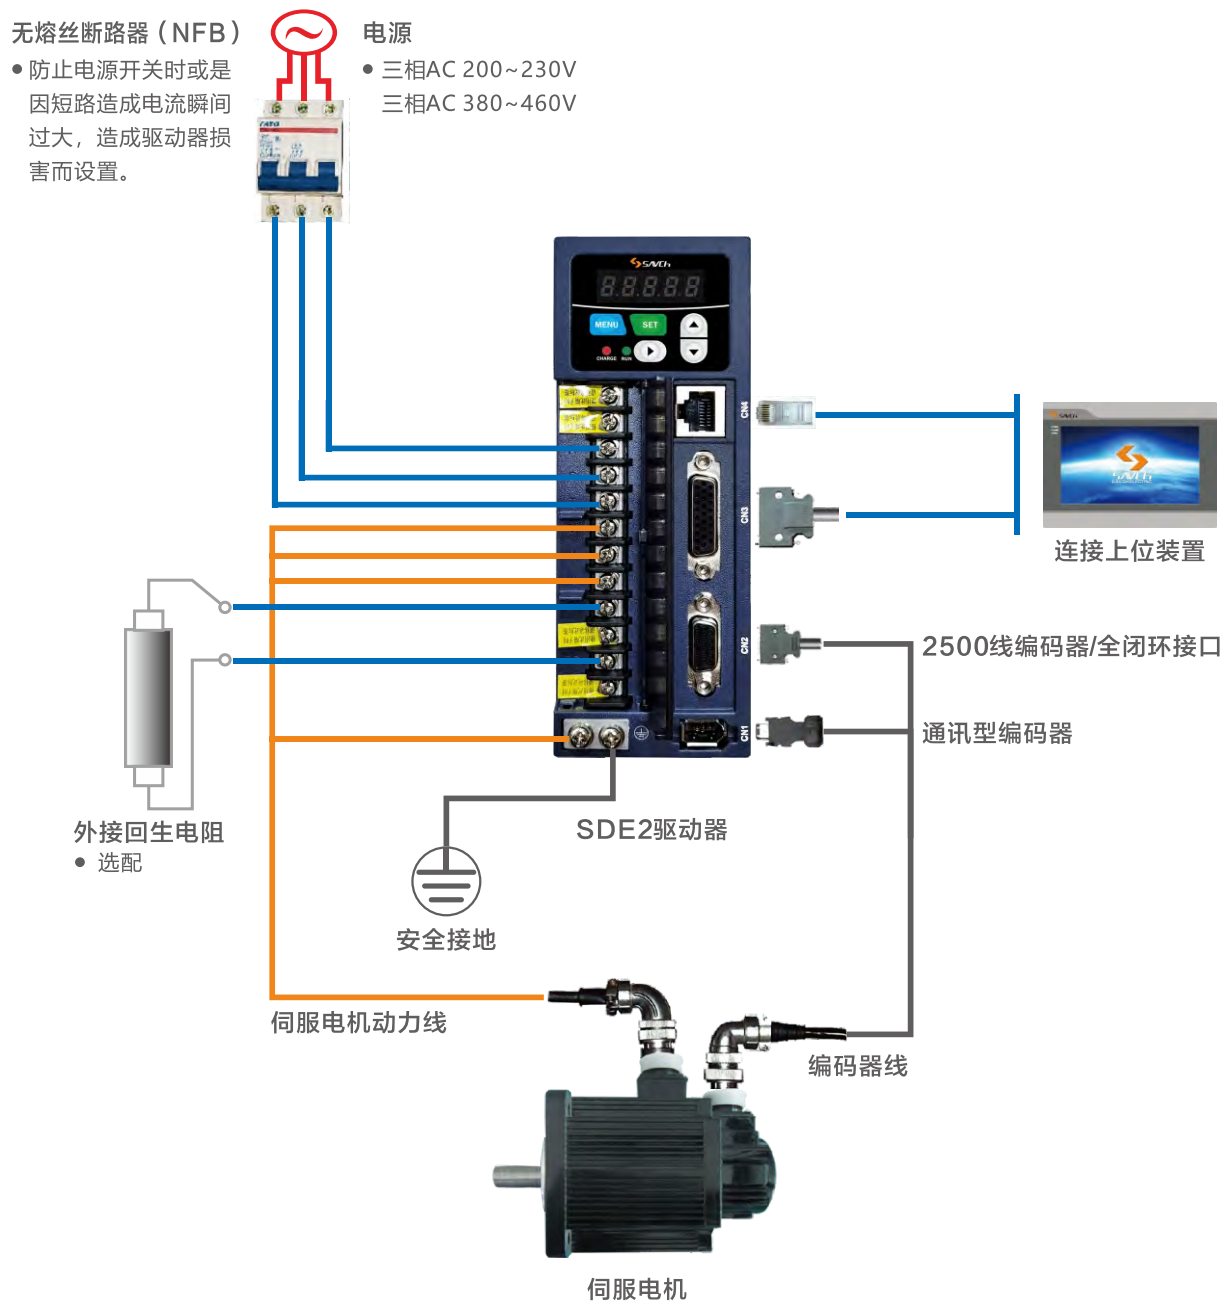 无熔丝断路器（NFB）
● 防止电源开关时或是
因短路造成电流瞬间
过大，造成驱动器损
害而设置。
电源
● 三相AC 200~230V
三相AC 380~460V
SAVCh
MENU
SET
CHARGE
RUN
CN4
CN3
CN2
CN1
SAVCh
SAVCh
连接上位装置
2500线编码器/全闭环接口
通讯型编码器
外接回生电阻
● 选配
SDE2驱动器
安全接地
伺服电机动力线
编码器线
伺服电机